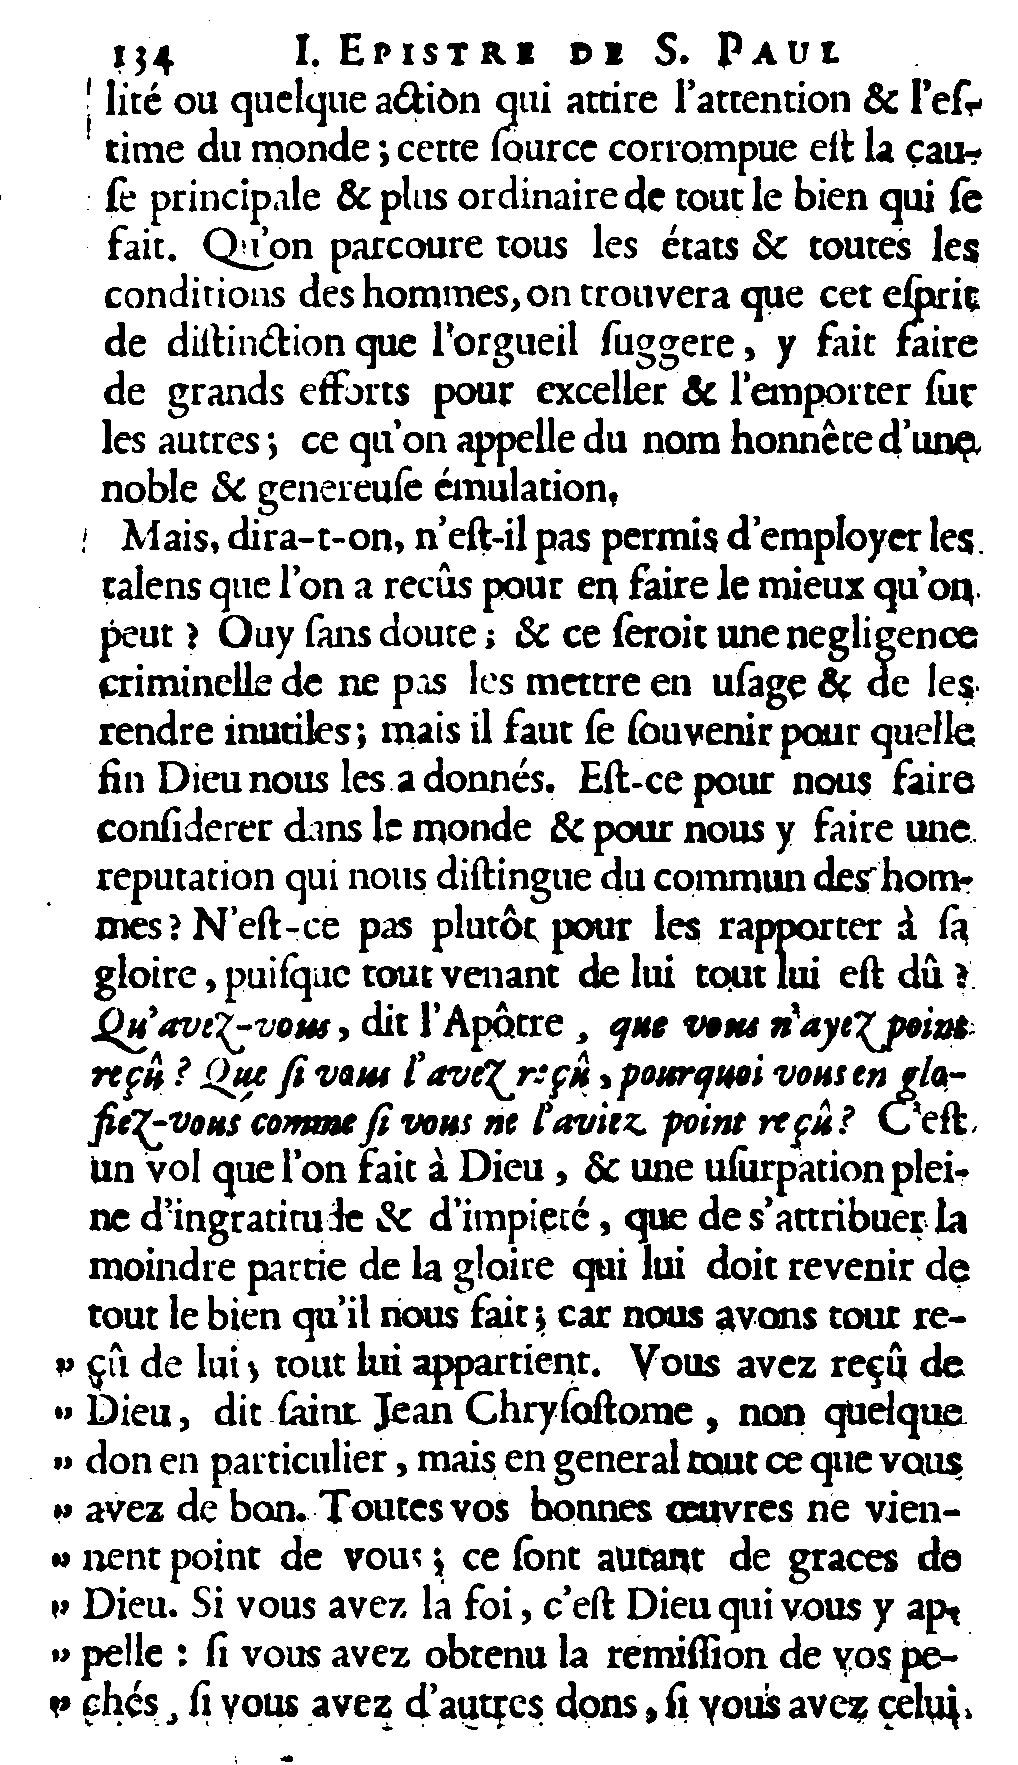 134 I. EPISTRE DE S. PAUL
lité ou quelque action qui attire l'attention & l'eſ-
time du monde ; cette ſource corrompue eſt la cau-
ſe principale & plus ordinaire de tout le bien qui ſe
fait. Qu'on parcoure tous les états & toutes les
conditions des hommes, on trouvera que cet eſprit
de diſtinction que l'orgueil ſuggere, y fait faire
de grands efforts pour exceller & l'emporter ſur
les autres ; ce qu'on appelle du nom honnête d'une
noble & genereuſe émulation,
Mais, dira-t-on, n'eſt-il pas permis d'employer les
talens que l'on a recûs pour en faire le mieux qu'on
peut ? Ouy ſans doute ; & ce ſeroit une negligence
criminelle de ne pas les mettre en uſage & de les
rendre inutiles ; mais il faut ſe ſouvenir pour quelle
fin Dieu nous les a donnés. Eſt-ce pour nous faire
conſiderer dans le monde & pour nous y faire une
reputation qui nous diſtingue du commun des hom-
mes ? N'eſt-ce pas plutôt pour les rapporter à ſa
gloire, puiſque tout venant de lui tout lui eſt dû ?
Qu'avez-vous, dit l'Apôtre, que vous n'ayez point
reçû ? Que ſi vous l'avez reçû, pourquoi vous en glo-
fiez-vous comme ſi vous ne l'aviez point reçû ? C'eſt
un vol que l'on fait à Dieu, & une uſurpation plei-
ne d'ingratitude & d'impieté, que de s'attribuer la
moindre partie de la gloire qui lui doit revenir de
tout le bien qu'il nous fait ; car nous avons tout re-
" çû de lui, tout lui appartient. Vous avez reçû de
" Dieu, dit ſaint Jean Chryſoſtome, non quelque
" don en particulier, mais en general tout ce que vous
" avez de bon. Toutes vos bonnes œuvres ne vien-
" nent point de vous ; ce ſont autant de graces de
" Dieu. Si vous avez la foi, c'eſt Dieu qui vous y ap-
" pelle : ſi vous avez obtenu la remiſſion de vos pe-
" chés, ſi vous avez d'autres dons, ſi vous avez celui,